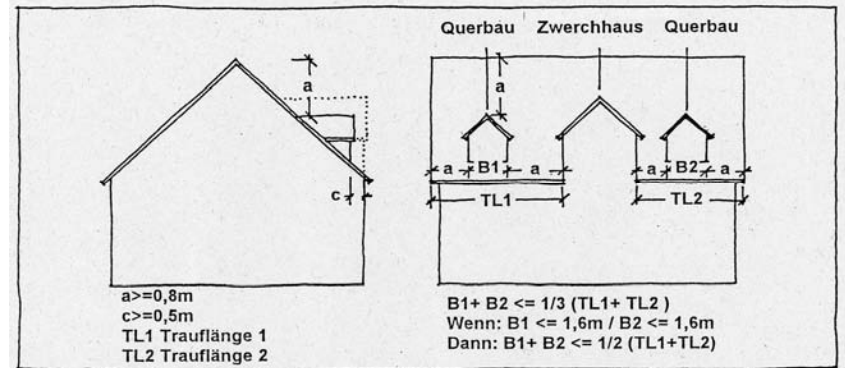 Querbau Zwerchhaus Querbau
a
a
a B1 a a B2 a
c TL1 TL2
a>=0,8m
c>=0,5m
TL1 Trauflänge 1
TL2 Trauflänge 2
B1+ B2 <= 1/3 (TL1+ TL2 )
Wenn: B1 <= 1,6m / B2 <= 1,6m
Dann: B1+ B2 <= 1/2 (TL1+TL2)